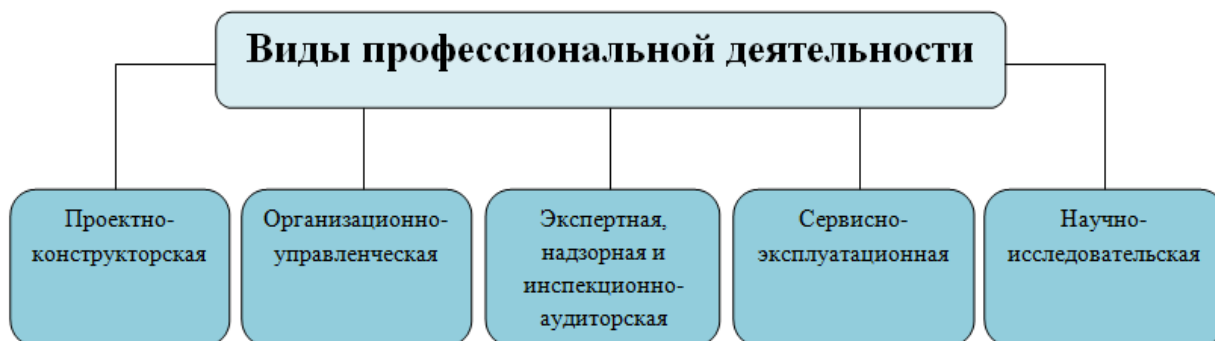 Виды профессиональной деятельности
Проектно-
конструкторская
Организационно-
управленческая
Экспертная,
надзорная и
инспекционно-
аудиторская
Сервисно-
эксплуатационная
Научно-
исследовательская